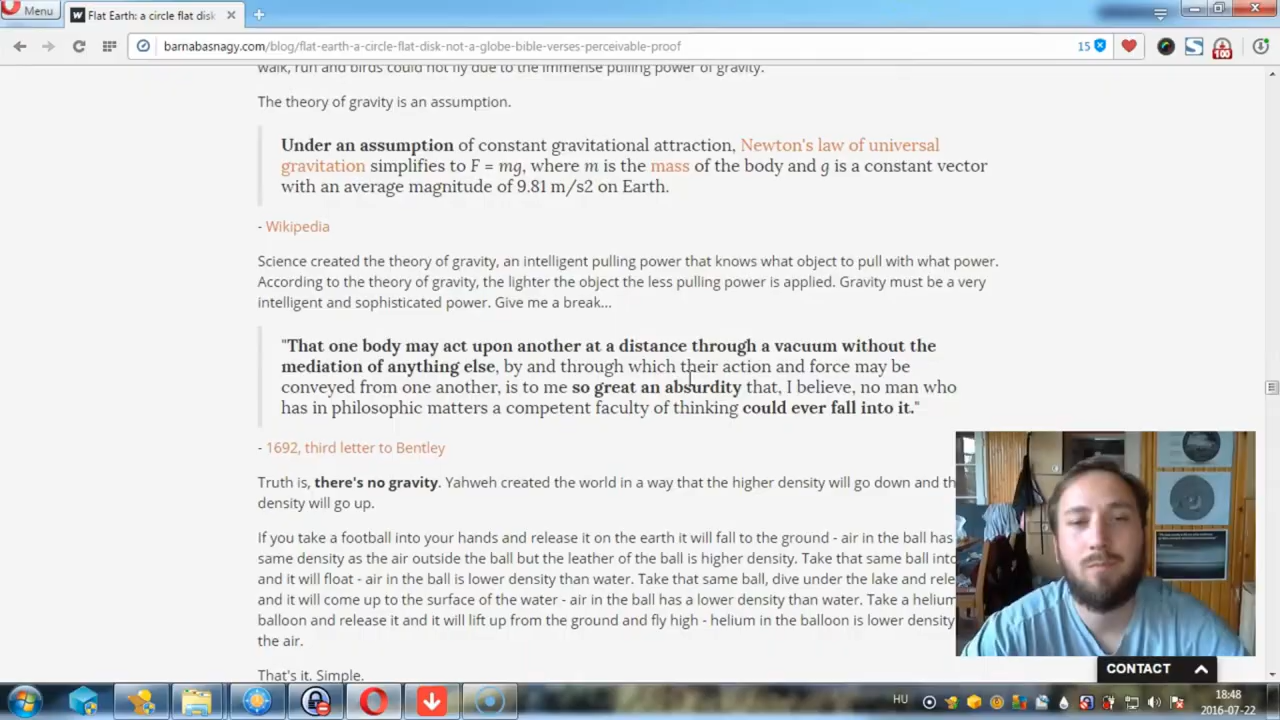 Menu
Flat Earth: a circle flat disk
barnabasnagy.com/blog/flat-earth-a-circle-flat-disk-not-a-globe-bible-verses-perceivable-proof
15
100
walk, run and birds could not fly due to the immense pulling power of gravity.
The theory of gravity is an assumption.
Under an assumption of constant gravitational attraction, Newton's law of universal
gravitation simplifies to F = mg, where m is the mass of the body and g is a constant vector
with an average magnitude of 9.81 m/s2 on Earth.
- Wikipedia
Science created the theory of gravity, an intelligent pulling power that knows what object to pull with what power.
According to the theory of gravity, the lighter the object the less pulling power is applied. Gravity must be a very
intelligent and sophisticated power. Give me a break...
"That one body may act upon another at a distance through a vacuum without the
mediation of anything else, by and through which their action and force may be
conveyed from one another, is to me so great an absurdity that, I believe, no man who
has in philosophic matters a competent faculty of thinking could ever fall into it."
- 1692, third letter to Bentley
Truth is, there's no gravity. Yahweh created the world in a way that the higher density will go down and th
density will go up.
If you take a football into your hands and release it on the earth it will fall to the ground - air in the ball has
same density as the air outside the ball but the leather of the ball is higher density. Take that same ball into
and it will float - air in the ball is lower density than water. Take that same ball, dive under the lake and rele
and it will come up to the surface of the water - air in the ball has a lower density than water. Take a helium
balloon and release it and it will lift up from the ground and fly high - helium in the balloon is lower density
the air.
That's it. Simple.
CONTACT
HU
18:48
2016-07-22